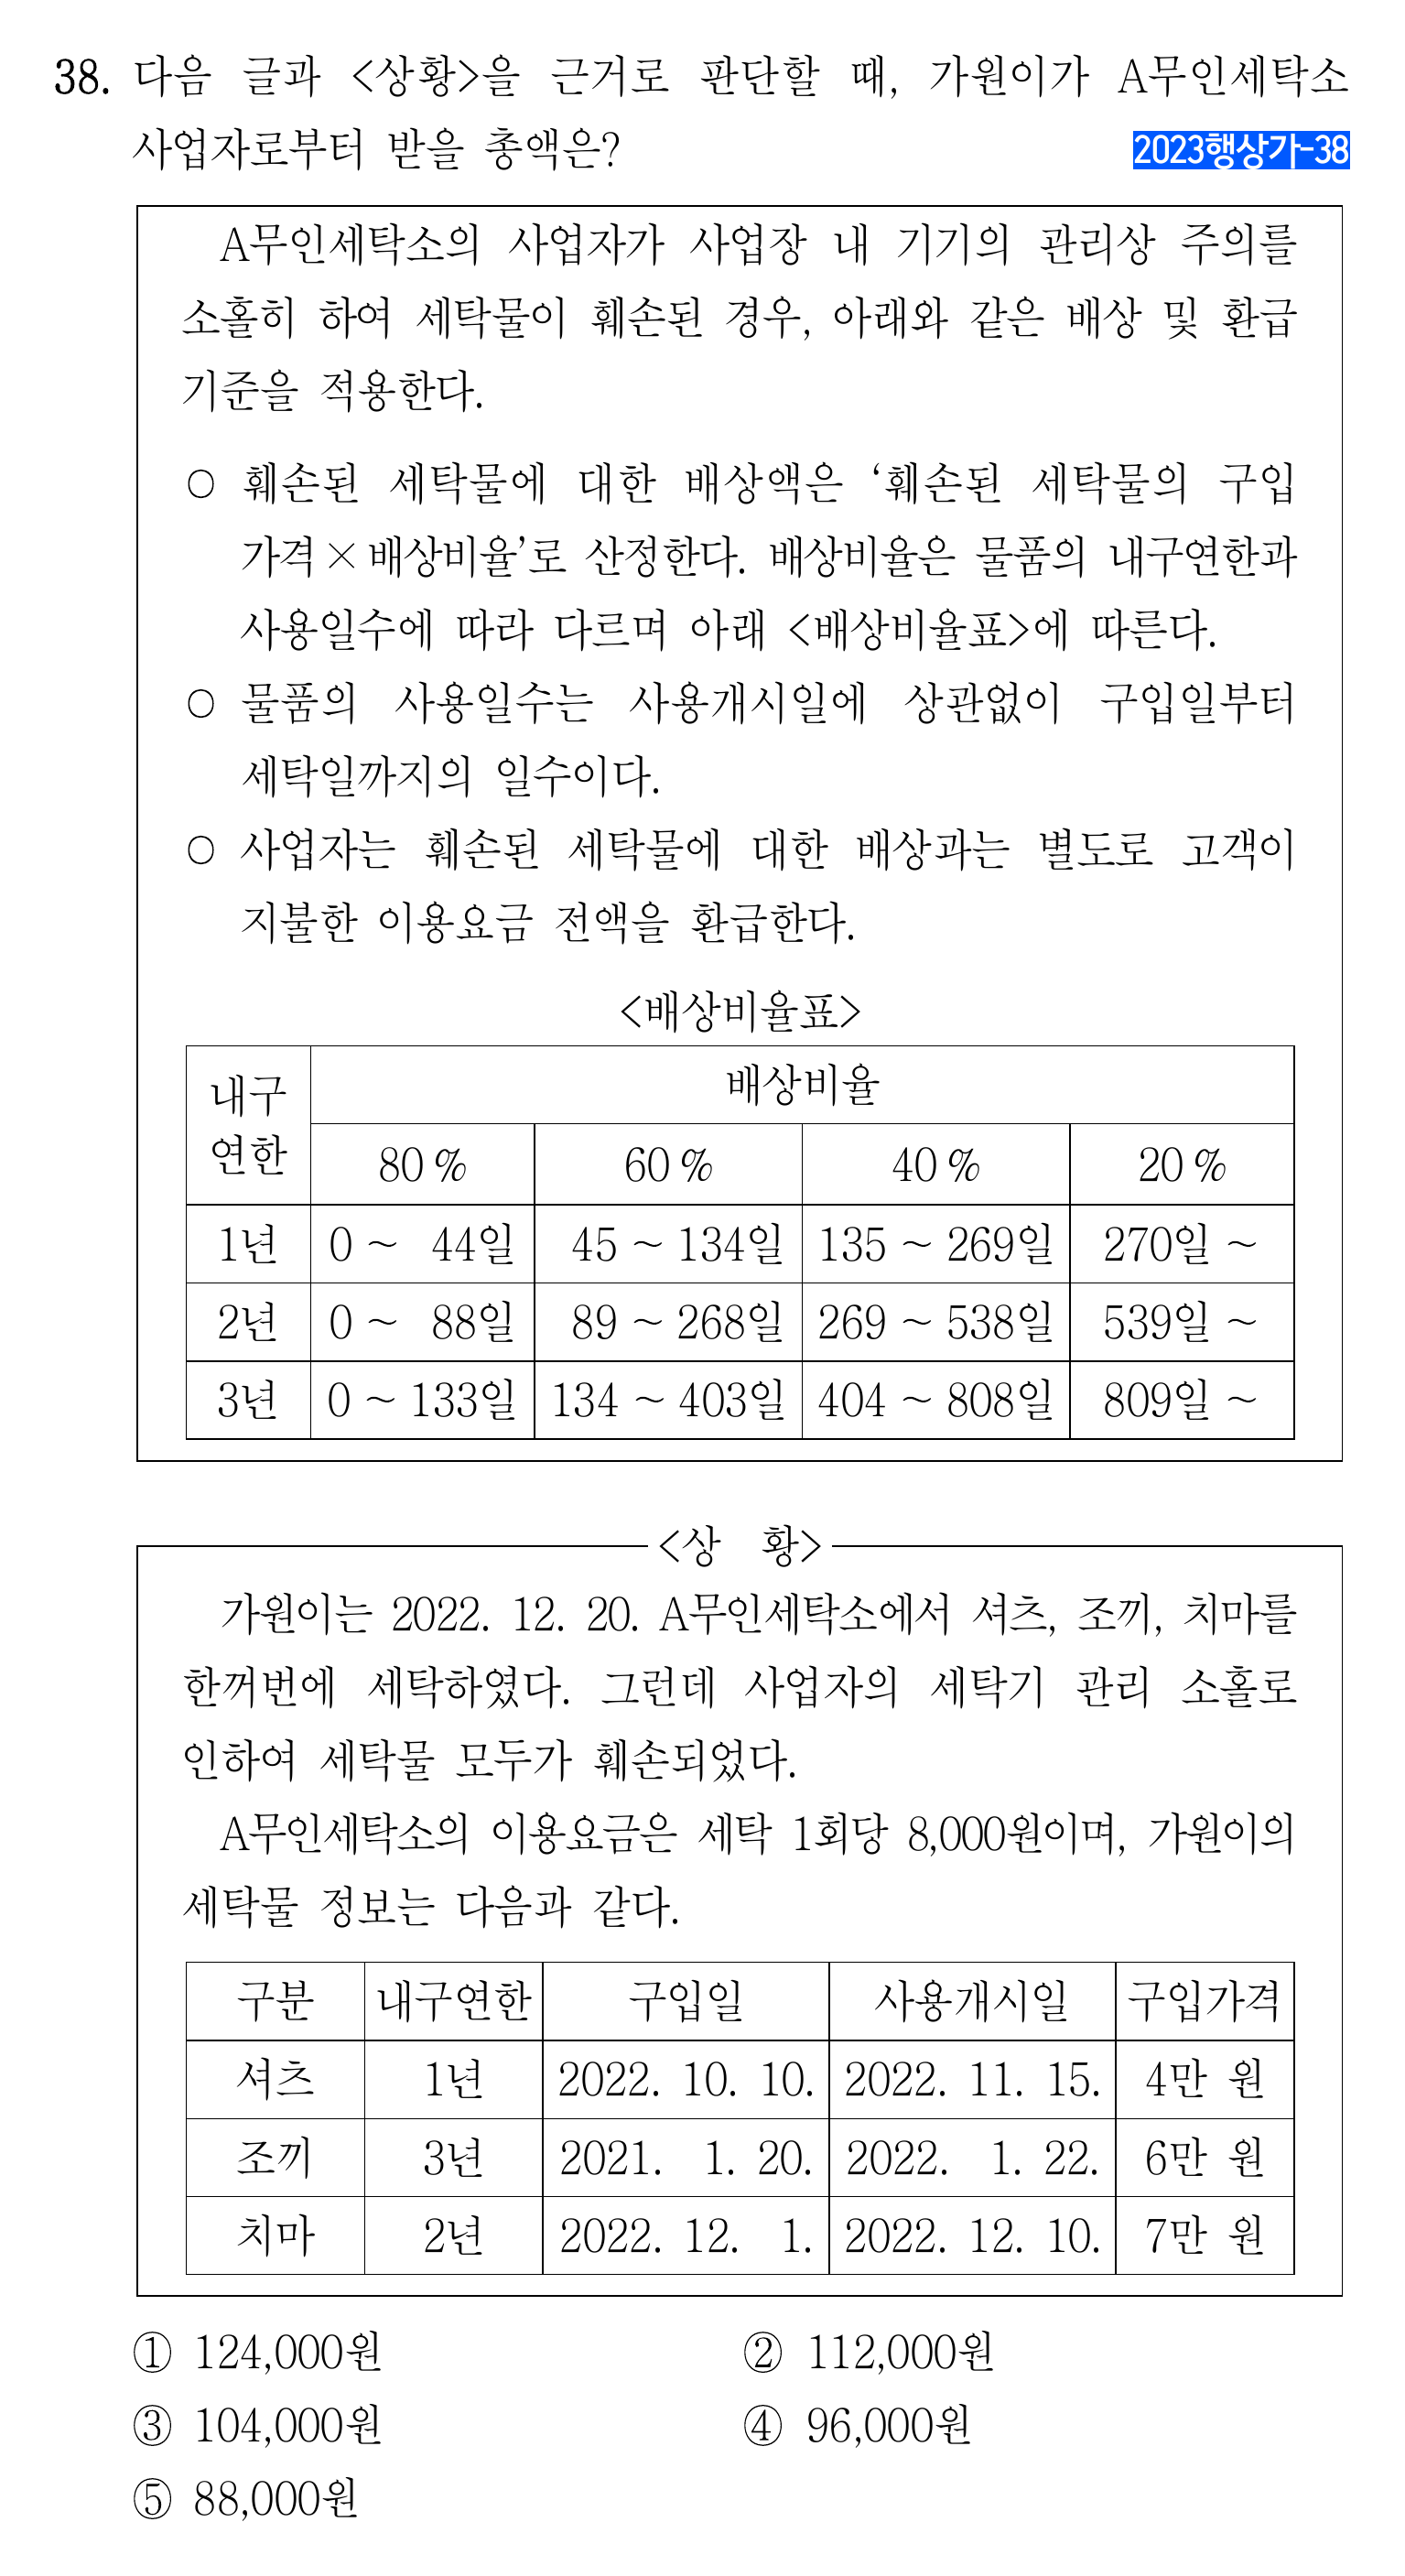 38. 다음 글과 <상황>을 근거로 판단할 때, 가원이가 A무인세탁소
사업자로부터 받을 총액은?
2023행상가-38
A무인세탁소의 사업자가 사업장 내 기기의 관리상 주의를
소홀히 하여 세탁물이 훼손된 경우, 아래와 같은 배상 및 환급
기준을 적용한다.
○ 훼손된 세탁물에 대한 배상액은 ‘훼손된 세탁물의 구입
가격×배상비율’로 산정한다. 배상비율은 물품의 내구연한과
사용일수에 따라 다르며 아래 <배상비율표>에 따른다.
○ 물품의 사용일수는 사용개시일에 상관없이 구입일부터
세탁일까지의 일수이다.
○ 사업자는 훼손된 세탁물에 대한 배상과는 별도로 고객이
지불한 이용요금 전액을 환급한다.
<배상비율표>
내구 연한 배상비율
80% 60% 40% 20%
1년 0 ~ 44일 45 ~ 134일 135 ~ 269일 270일 ~
2년 0 ~ 88일 89 ~ 268일 269 ~ 538일 539일 ~
3년 0 ~ 133일 134 ~ 403일 404 ~ 808일 809일 ~
<상 황>
가원이는 2022. 12. 20. A무인세탁소에서 셔츠, 조끼, 치마를
한꺼번에 세탁하였다. 그런데 사업자의 세탁기 관리 소홀로
인하여 세탁물 모두가 훼손되었다.
A무인세탁소의 이용요금은 세탁 1회당 8,000원이며, 가원이의
세탁물 정보는 다음과 같다.
구분 내구연한 구입일 사용개시일 구입가격
셔츠 1년 2022. 10. 10. 2022. 11. 15. 4만 원
조끼 3년 2021. 1. 20. 2022. 1. 22. 6만 원
치마 2년 2022. 12. 1. 2022. 12. 10. 7만 원
① 124,000원 ② 112,000원
③ 104,000원 ④ 96,000원
⑤ 88,000원